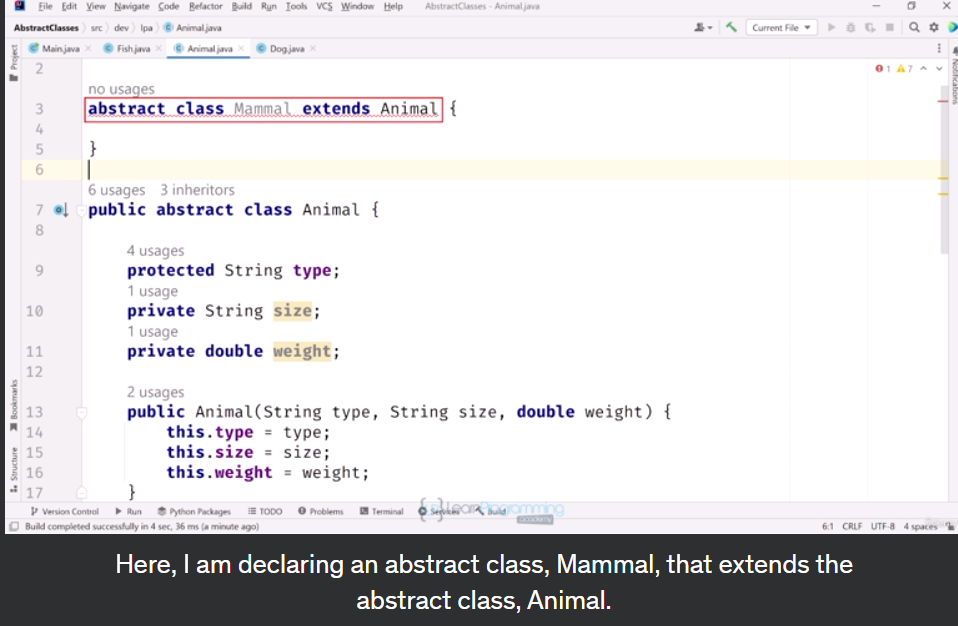 File Edit View Navigate Code Refactor Build Run Tools VCS Window Help AbstractClasses - Animal.java
AbstractClasses src dev lpa Animal.java Current File
Project Main.java Fish.java Animal.java Dog.java
Notifications
2 1 7
no usages
3 abstract class Mammal extends Animal {
4
5 }
6
6 usages 3 inheritors
7 public abstract class Animal {
8
4 usages
9 protected String type;
1 usage
10 private String size;
1 usage
11 private double weight;
12
2 usages
13 public Animal(String type, String size, double weight) {
14 this.type = type;
15 this.size = size;
16 this.weight = weight;
17 }
Bookmarks
Structure
Version Control Run Python Packages TODO Problems Terminal Services Build
LearnProgramming
academy
Build completed successfully in 4 sec, 36 ms (a minute ago) 6:1 CRLF UTF-8 4 spaces
Here, I am declaring an abstract class, Mammal, that extends the
abstract class, Animal.